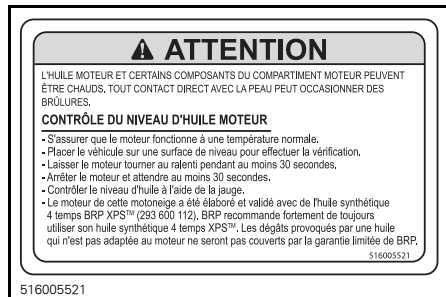 ATTENTION
L'HUILE MOTEUR ET CERTAINS COMPOSANTS DU COMPARTIMENT MOTEUR PEUVENT
ÊTRE CHAUDS, TOUT CONTACT DIRECT AVEC LA PEAU PEUT OCCASIONNER DES
BRÛLURES.
CONTRÔLE DU NIVEAU D'HUILE MOTEUR
- S'assurer que le moteur fonctionne à une température normale.
- Placer le véhicule sur une surface de niveau pour effectuer la vérification.
- Laisser le moteur tourner au ralenti pendant au moins 30 secondes.
- Arrêter le moteur et attendre au moins 30 secondes.
- Contrôler le niveau d'huile à l'aide de la jauge.
- Le moteur de cette motoneige a été élaboré et validé avec de l'huile synthétique
4 temps BRP XPS™ (293 600 112), BRP recommande fortement de toujours
utiliser son huile synthétique 4 temps XPS™. Les dégâts provoqués par une huile
qui n'est pas adaptée au moteur ne seront pas couverts par la garantie limitée de BRP.
516005521
516005521